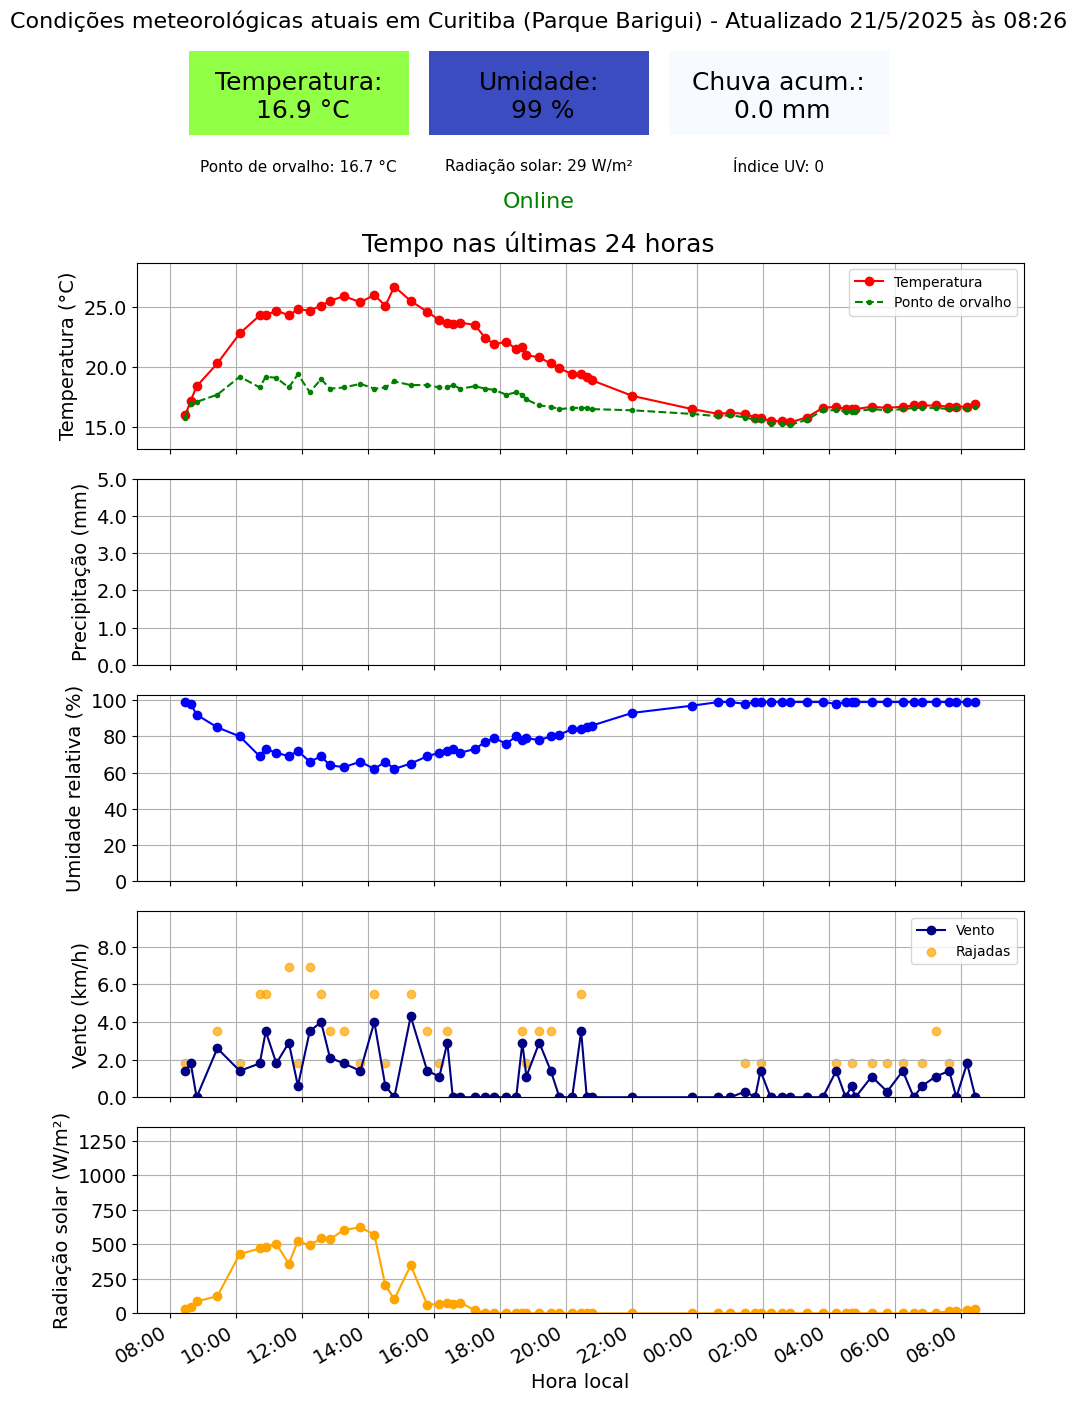 Condições meteorológicas atuais em Curitiba (Parque Barigui) - Atualizado 21/5/2025 às 08:26
Temperatura:
16.9 °C
Umidade:
99 %
Chuva acum.:
0.0 mm
Ponto de orvalho: 16.7 °C
Radiação solar: 29 W/m²
Índice UV: 0
Online
Tempo nas últimas 24 horas
Temperatura (°C)
25.0
20.0
15.0
Temperatura
Ponto de orvalho
Precipitação (mm)
5.0
4.0
3.0
2.0
1.0
0.0
Umidade relativa (%)
100
80
60
40
20
0
Vento (km/h)
8.0
6.0
4.0
2.0
0.0
Vento
Rajadas
Radiação solar (W/m²)
1250
1000
750
500
250
0
08:00
10:00
12:00
14:00
16:00
18:00
20:00
22:00
00:00
02:00
04:00
06:00
08:00
Hora local